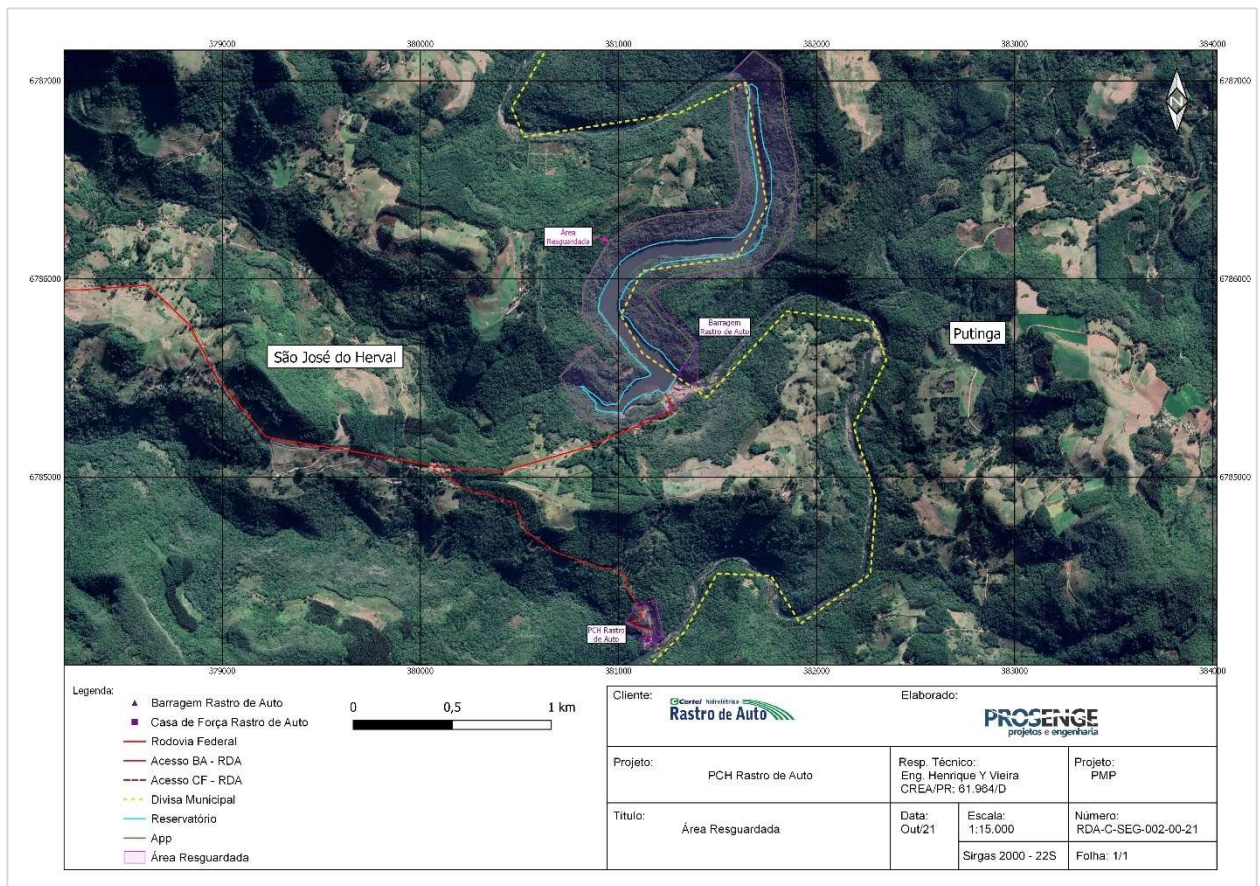 379000 380000 381000 382000 383000 384000
6787000 6787000
Área
Resguardada
6786000 6786000
Barragem
Rastro de Auto
São José do Herval
Putinga
6785000 6785000
PCH Rastro
de Auto
379000 380000 381000 382000 383000 384000
N
Legenda:
Barragem Rastro de Auto
Casa de Força Rastro de Auto
Rodovia Federal
Acesso BA - RDA
Acesso CF - RDA
Divisa Municipal
Reservatório
App
Área Resguardada
0 0,5 1 km
Cliente:
Certel hidrelétrica
Rastro de Auto
Elaborado:
PROSENGE
projetos e engenharia
Projeto:
PCH Rastro de Auto
Resp. Técnico:
Eng. Henrique Y Vieira
CREA/PR: 61.964/D
Projeto:
PMP
Título:
Área Resguardada
Data:
Out/21
Escala:
1:15.000
Sirgas 2000 - 22S
Número:
RDA-C-SEG-002-00-21
Folha: 1/1